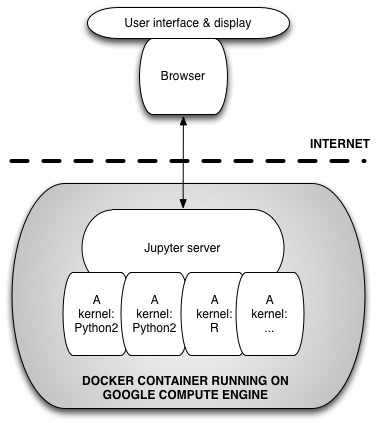 User interface & display
Browser
INTERNET
Jupyter server
A
kernel:
Python2
A
kernel:
Python2
A
kernel:
R
A
kernel:
...
DOCKER CONTAINER RUNNING ON
GOOGLE COMPUTE ENGINE